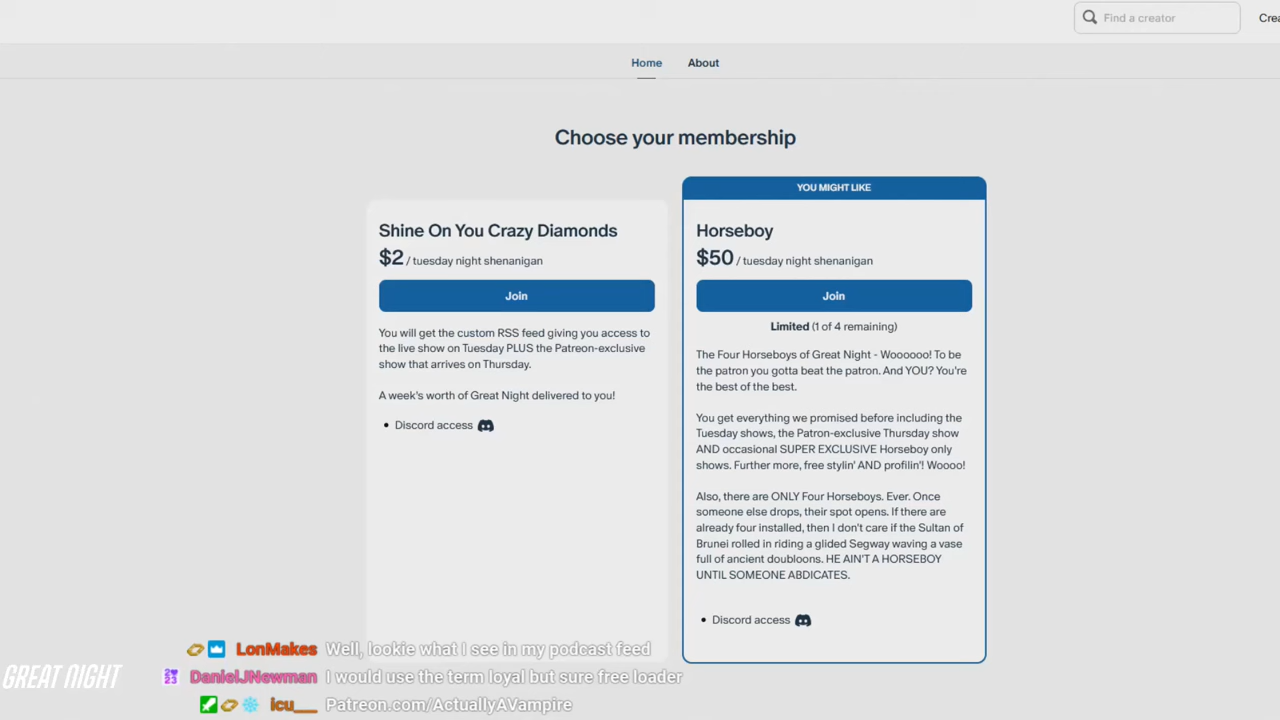 Find a creator
Crea
Home
About
Choose your membership
Shine On You Crazy Diamonds
$2 / tuesday night shenanigan
Join
You will get the custom RSS feed giving you access to
the live show on Tuesday PLUS the Patreon-exclusive
show that arrives on Thursday.
A week's worth of Great Night delivered to you!
• Discord access
YOU MIGHT LIKE
Horseboy
$50 / tuesday night shenanigan
Join
Limited (1 of 4 remaining)
The Four Horseboys of Great Night - Woooooo! To be
the patron you gotta beat the patron. And YOU? You're
the best of the best.
You get everything we promised before including the
Tuesday shows, the Patron-exclusive Thursday show
AND occasional SUPER EXCLUSIVE Horseboy only
shows. Further more, free stylin' AND profilin'! Woooo!
Also, there are ONLY Four Horseboys. Ever. Once
someone else drops, their spot opens. If there are
already four installed, then I don't care if the Sultan of
Brunei rolled in riding a glided Segway waving a vase
full of ancient doubloons. HE AIN'T A HORSEBOY
UNTIL SOMEONE ABDICATES.
• Discord access
LonMakes Well, lookie what I see in my podcast feed
DanielJNewman I would use the term loyal but sure free loader
icu___ Patreon.com/ActuallyAVampire
GREAT NIGHT